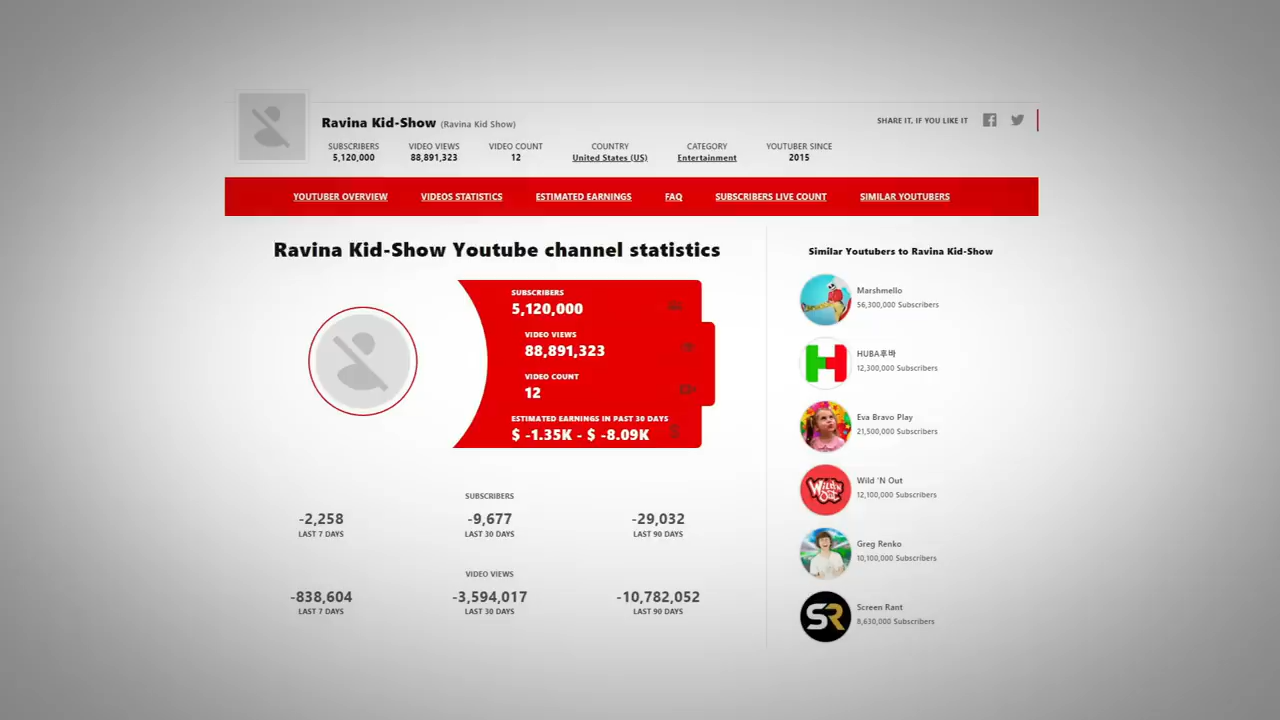 Ravina Kid-Show (Ravina Kid Show)
SHARE IT, IF YOU LIKE IT
SUBSCRIBERS VIDEO VIEWS VIDEO COUNT COUNTRY CATEGORY YOUTUBER SINCE
5,120,000 88,891,323 12 United States (US) Entertainment 2015
YOUTUBER OVERVIEW VIDEOS STATISTICS ESTIMATED EARNINGS FAQ SUBSCRIBERS LIVE COUNT SIMILAR YOUTUBERS
Ravina Kid-Show Youtube channel statistics
SUBSCRIBERS
5,120,000
VIDEO VIEWS
88,891,323
VIDEO COUNT
12
ESTIMATED EARNINGS IN PAST 30 DAYS
$ -1.35K - $ -8.09K
SUBSCRIBERS
-2,258 -9,677 -29,032
LAST 7 DAYS LAST 30 DAYS LAST 90 DAYS
VIDEO VIEWS
-838,604 -3,594,017 -10,782,052
LAST 7 DAYS LAST 30 DAYS LAST 90 DAYS
Similar Youtubers to Ravina Kid-Show
Marshmello
56,300,000 Subscribers
HUBA후바
12,300,000 Subscribers
Eva Bravo Play
21,500,000 Subscribers
Wild 'N Out
12,100,000 Subscribers
Greg Renko
10,100,000 Subscribers
Screen Rant
8,630,000 Subscribers
Wild'N Out
SR